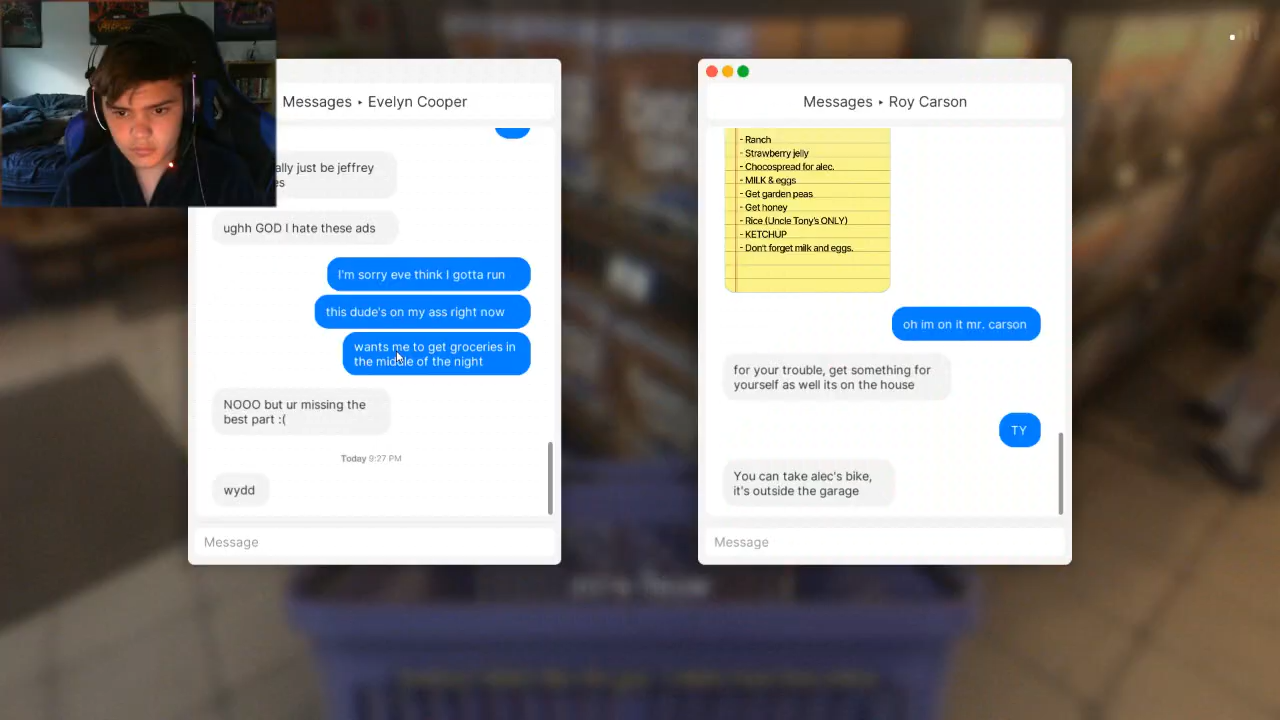 Messages ▸ Evelyn Cooper
ally just be jeffrey
es
ughh GOD I hate these ads
I'm sorry eve think I gotta run
this dude's on my ass right now
wants me to get groceries in
the middle of the night
NOOO but ur missing the
best part :(
Today 9:27 PM
wydd
Message
Messages ▸ Roy Carson
- Ranch
- Strawberry jelly
- Chocospread for alec.
- MILK & eggs
- Get garden peas
- Get honey
- Rice (Uncle Tony's ONLY)
- KETCHUP
- Don't forget milk and eggs.
oh im on it mr. carson
for your trouble, get something for
yourself as well its on the house
TY
You can take alec's bike,
it's outside the garage
Message